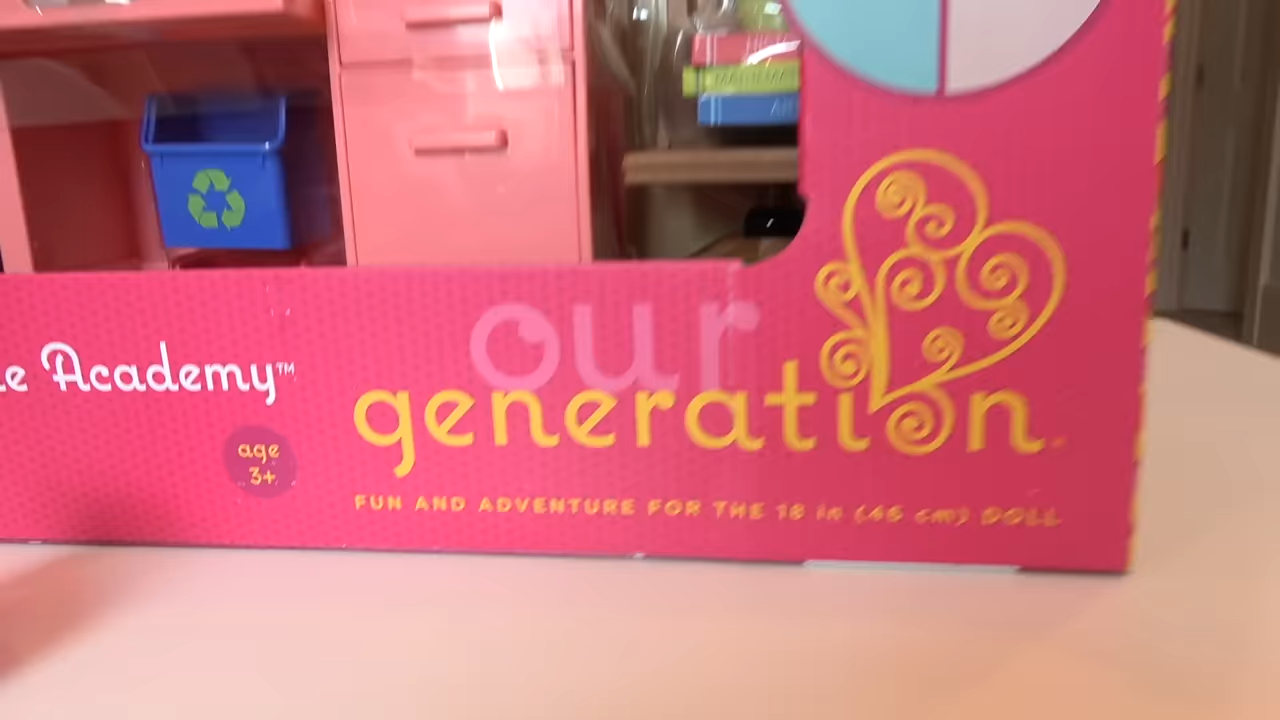 Academy™
age
3+
our
generation
FUN AND ADVENTURE FOR THE 18 in (46 cm) DOLL